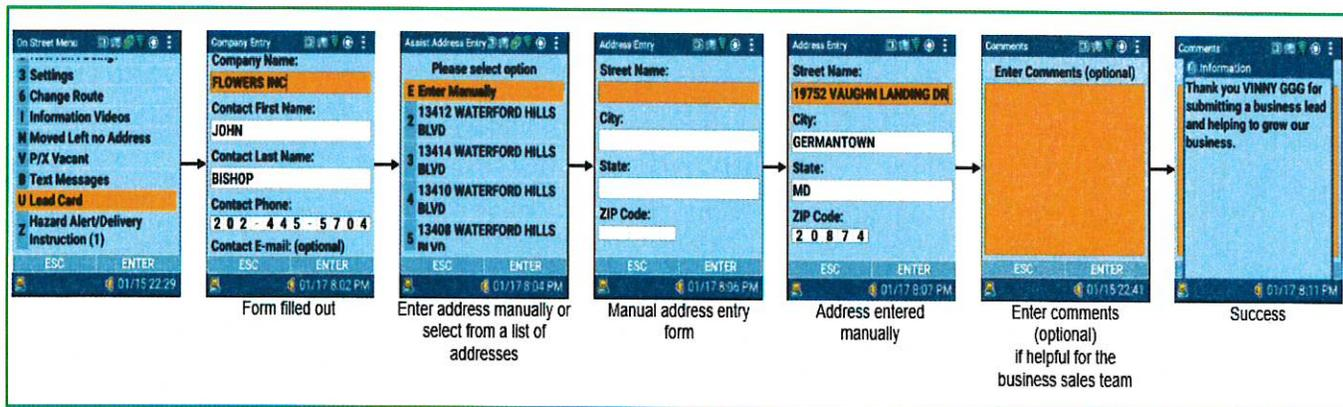 On Street Menu
3 Settings
6 Change Route
I Information Videos
N Moved Left no Address
V P/X Vacant
B Text Messages
U Lead Card
Z Hazard Alert/Delivery
Instruction (1)
ESC ENTER
01/15 22:29
Company Entry
Company Name:
FLOWERS INC
Contact First Name:
JOHN
Contact Last Name:
BISHOP
Contact Phone:
202-445-5704
Contact E-mail: (optional)
ESC ENTER
01/17 8:02 PM
Form filled out
Assist Address Entry
Please select option
E Enter Manually
2 13412 WATERFORD HILLS
BLVD
3 13414 WATERFORD HILLS
BLVD
4 13410 WATERFORD HILLS
BLVD
5 13408 WATERFORD HILLS
BLVD
ESC ENTER
01/17 8:04 PM
Enter address manually or
select from a list of
addresses
Address Entry
Street Name:
City:
State:
ZIP Code:
ESC ENTER
01/17 8:06 PM
Manual address entry
form
Address Entry
Street Name:
19752 VAUGHN LANDING DR
City:
GERMANTOWN
State:
MD
ZIP Code:
20874
ESC ENTER
01/17 8:07 PM
Address entered
manually
Comments
Enter Comments (optional)
ESC ENTER
01/15 22:41
Enter comments
(optional)
if helpful for the
business sales team
Comments
Information
Thank you VINNY GGG for
submitting a business lead
and helping to grow our
business.
01/17 8:11 PM
Success